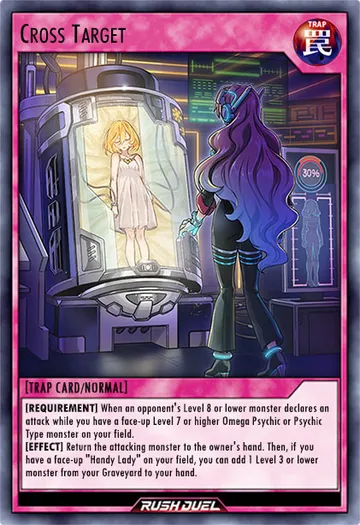 CROSS TARGET
TRAP
罠
30%
[TRAP CARD/NORMAL]
[REQUIREMENT] When an opponent's Level 8 or lower monster declares an
attack while you have a face-up Level 7 or higher Omega Psychic or Psychic
Type monster on your field.
[EFFECT] Return the attacking monster to the owner's hand. Then, if you
have a face-up "Handy Lady" on your field, you can add 1 Level 3 or lower
monster from your Graveyard to your hand.
RUSH DUEL